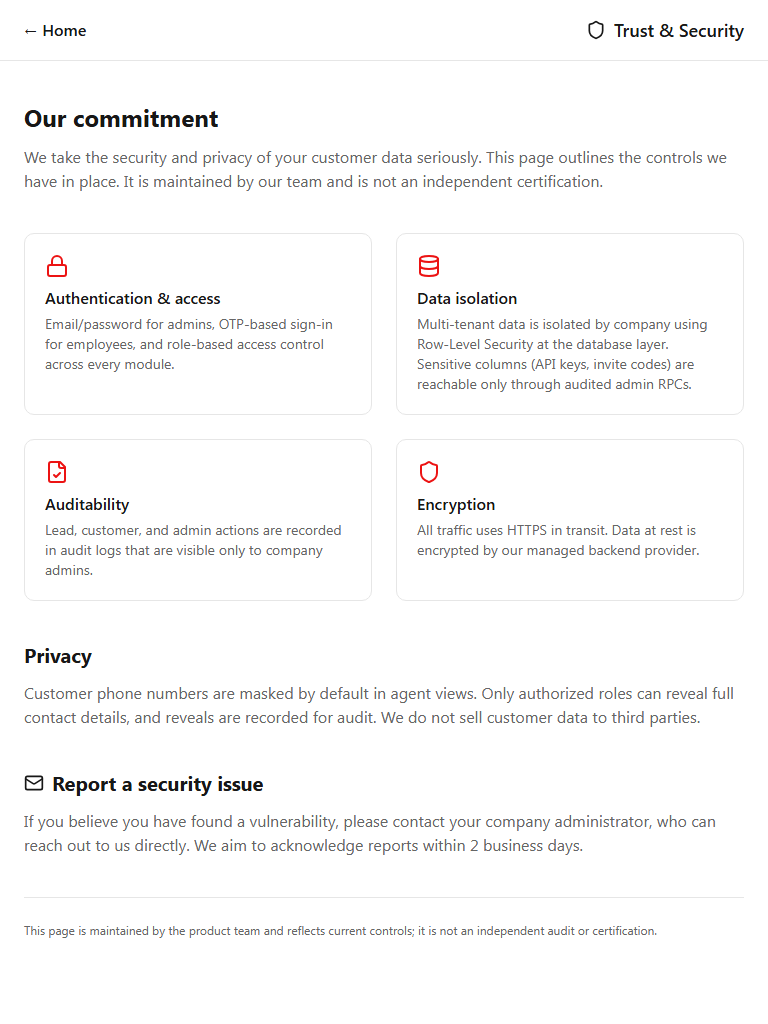 ← Home
Trust & Security
Our commitment
We take the security and privacy of your customer data seriously. This page outlines the controls we
have in place. It is maintained by our team and is not an independent certification.
Authentication & access
Email/password for admins, OTP-based sign-in
for employees, and role-based access control
across every module.
Data isolation
Multi-tenant data is isolated by company using
Row-Level Security at the database layer.
Sensitive columns (API keys, invite codes) are
reachable only through audited admin RPCs.
Auditability
Lead, customer, and admin actions are recorded
in audit logs that are visible only to company
admins.
Encryption
All traffic uses HTTPS in transit. Data at rest is
encrypted by our managed backend provider.
Privacy
Customer phone numbers are masked by default in agent views. Only authorized roles can reveal full
contact details, and reveals are recorded for audit. We do not sell customer data to third parties.
Report a security issue
If you believe you have found a vulnerability, please contact your company administrator, who can
reach out to us directly. We aim to acknowledge reports within 2 business days.
This page is maintained by the product team and reflects current controls; it is not an independent audit or certification.